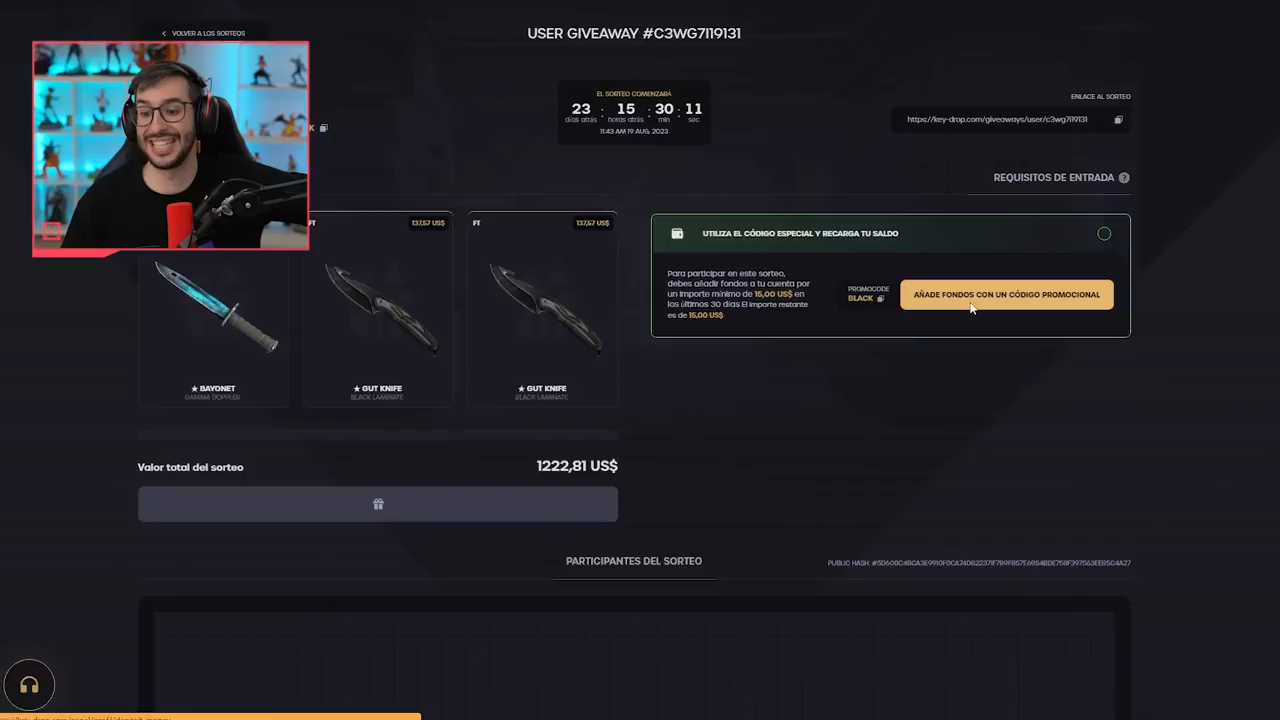 VOLVER A LOS SORTEOS
USER GIVEAWAY #C3WG7I19131
EL SORTEO COMENZARÁ
23 : 15 : 30 : 11
días atrás horas atrás min sec
11:43 AM 19 AUG, 2023
ENLACE AL SORTEO
https://key-drop.com/giveaways/user/c3wg7i19131
K
REQUISITOS DE ENTRADA ?
FT 137,57 US$
FT 137,57 US$
UTILIZA EL CÓDIGO ESPECIAL Y RECARGA TU SALDO
Para participar en este sorteo,
debes añadir fondos a tu cuenta por
un importe mínimo de 15,00 US$ en
los últimos 30 días El importe restante
es de 15,00 US$
PROMOCODE
BLACK
AÑADE FONDOS CON UN CÓDIGO PROMOCIONAL
★ BAYONET
GAMMA DOPPLER
★ GUT KNIFE
BLACK LAMINATE
★ GUT KNIFE
BLACK LAMINATE
Valor total del sorteo 1222,81 US$
PARTICIPANTES DEL SORTEO
PUBLIC HASH: